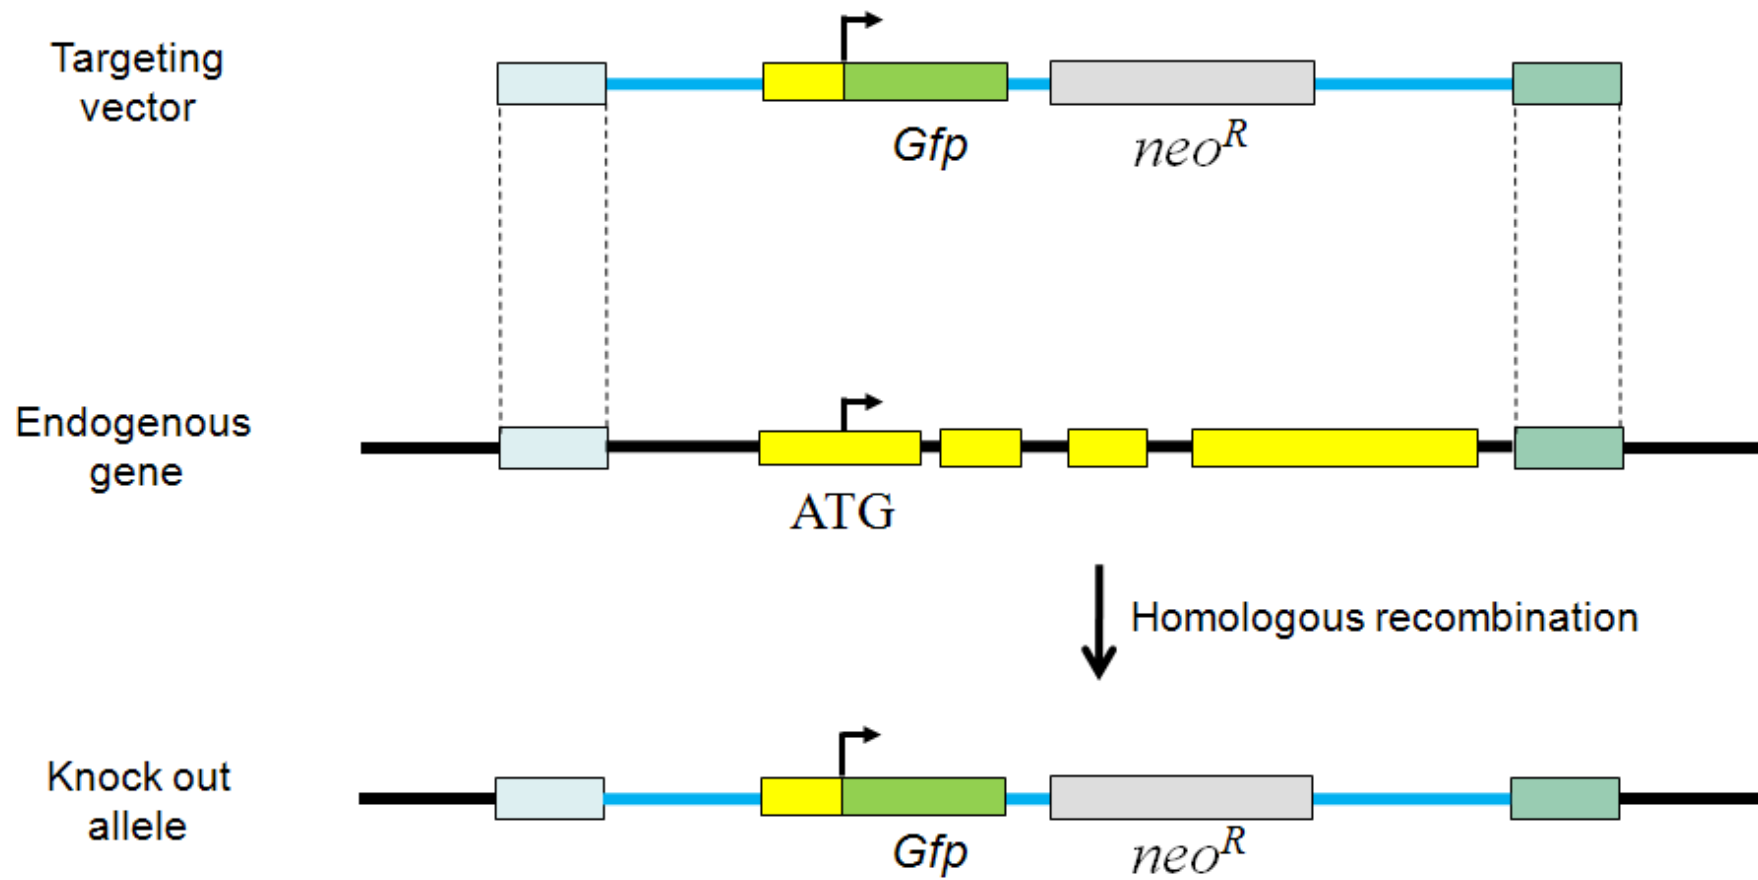 Targeting
vector
Gfp
neoR
Endogenous
gene
ATG
Homologous recombination
Knock out
allele
Gfp
neoR